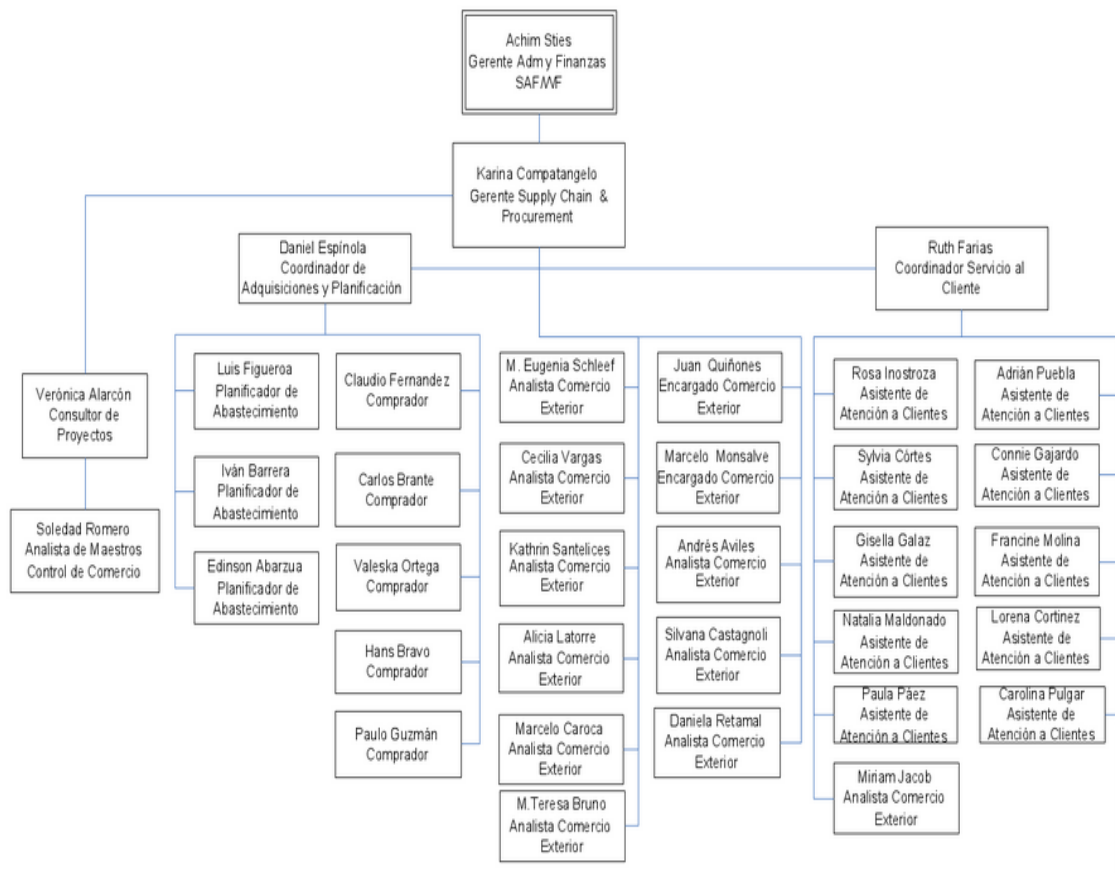 Achim Sties
Gerente Adm y Finanzas
SAF/WF
Karina Compatangelo
Gerente Supply Chain &
Procurement
Daniel Espínola
Coordinador de
Adquisiciones y Planificación
Ruth Farias
Coordinador Servicio al
Cliente
Verónica Alarcón
Consultor de
Proyectos
Soledad Romero
Analista de Maestros
Control de Comercio
Luis Figueroa
Planificador de
Abastecimiento
Iván Barrera
Planificador de
Abastecimiento
Edinson Abarzua
Planificador de
Abastecimiento
Claudio Fernandez
Comprador
Carlos Brante
Comprador
Valeska Ortega
Comprador
Hans Bravo
Comprador
Paulo Guzmán
Comprador
M. Eugenia Schleef
Analista Comercio
Exterior
Cecilia Vargas
Analista Comercio
Exterior
Kathrin Santelices
Analista Comercio
Exterior
Alicia Latorre
Analista Comercio
Exterior
Marcelo Caroca
Analista Comercio
Exterior
M.Teresa Bruno
Analista Comercio
Exterior
Juan Quiñones
Encargado Comercio
Exterior
Marcelo Monsalve
Encargado Comercio
Exterior
Andrés Aviles
Analista Comercio
Exterior
Silvana Castagnoli
Analista Comercio
Exterior
Daniela Retamal
Analista Comercio
Exterior
Rosa Inostroza
Asistente de
Atención a Clientes
Sylvia Córtes
Asistente de
Atención a Clientes
Gisella Galaz
Asistente de
Atención a Clientes
Natalia Maldonado
Asistente de
Atención a Clientes
Paula Páez
Asistente de
Atención a Clientes
Miriam Jacob
Analista Comercio
Exterior
Adrián Puebla
Asistente de
Atención a Clientes
Connie Gajardo
Asistente de
Atención a Clientes
Francine Molina
Asistente de
Atención a Clientes
Lorena Cortinez
Asistente de
Atención a Clientes
Carolina Pulgar
Asistente de
Atención a Clientes